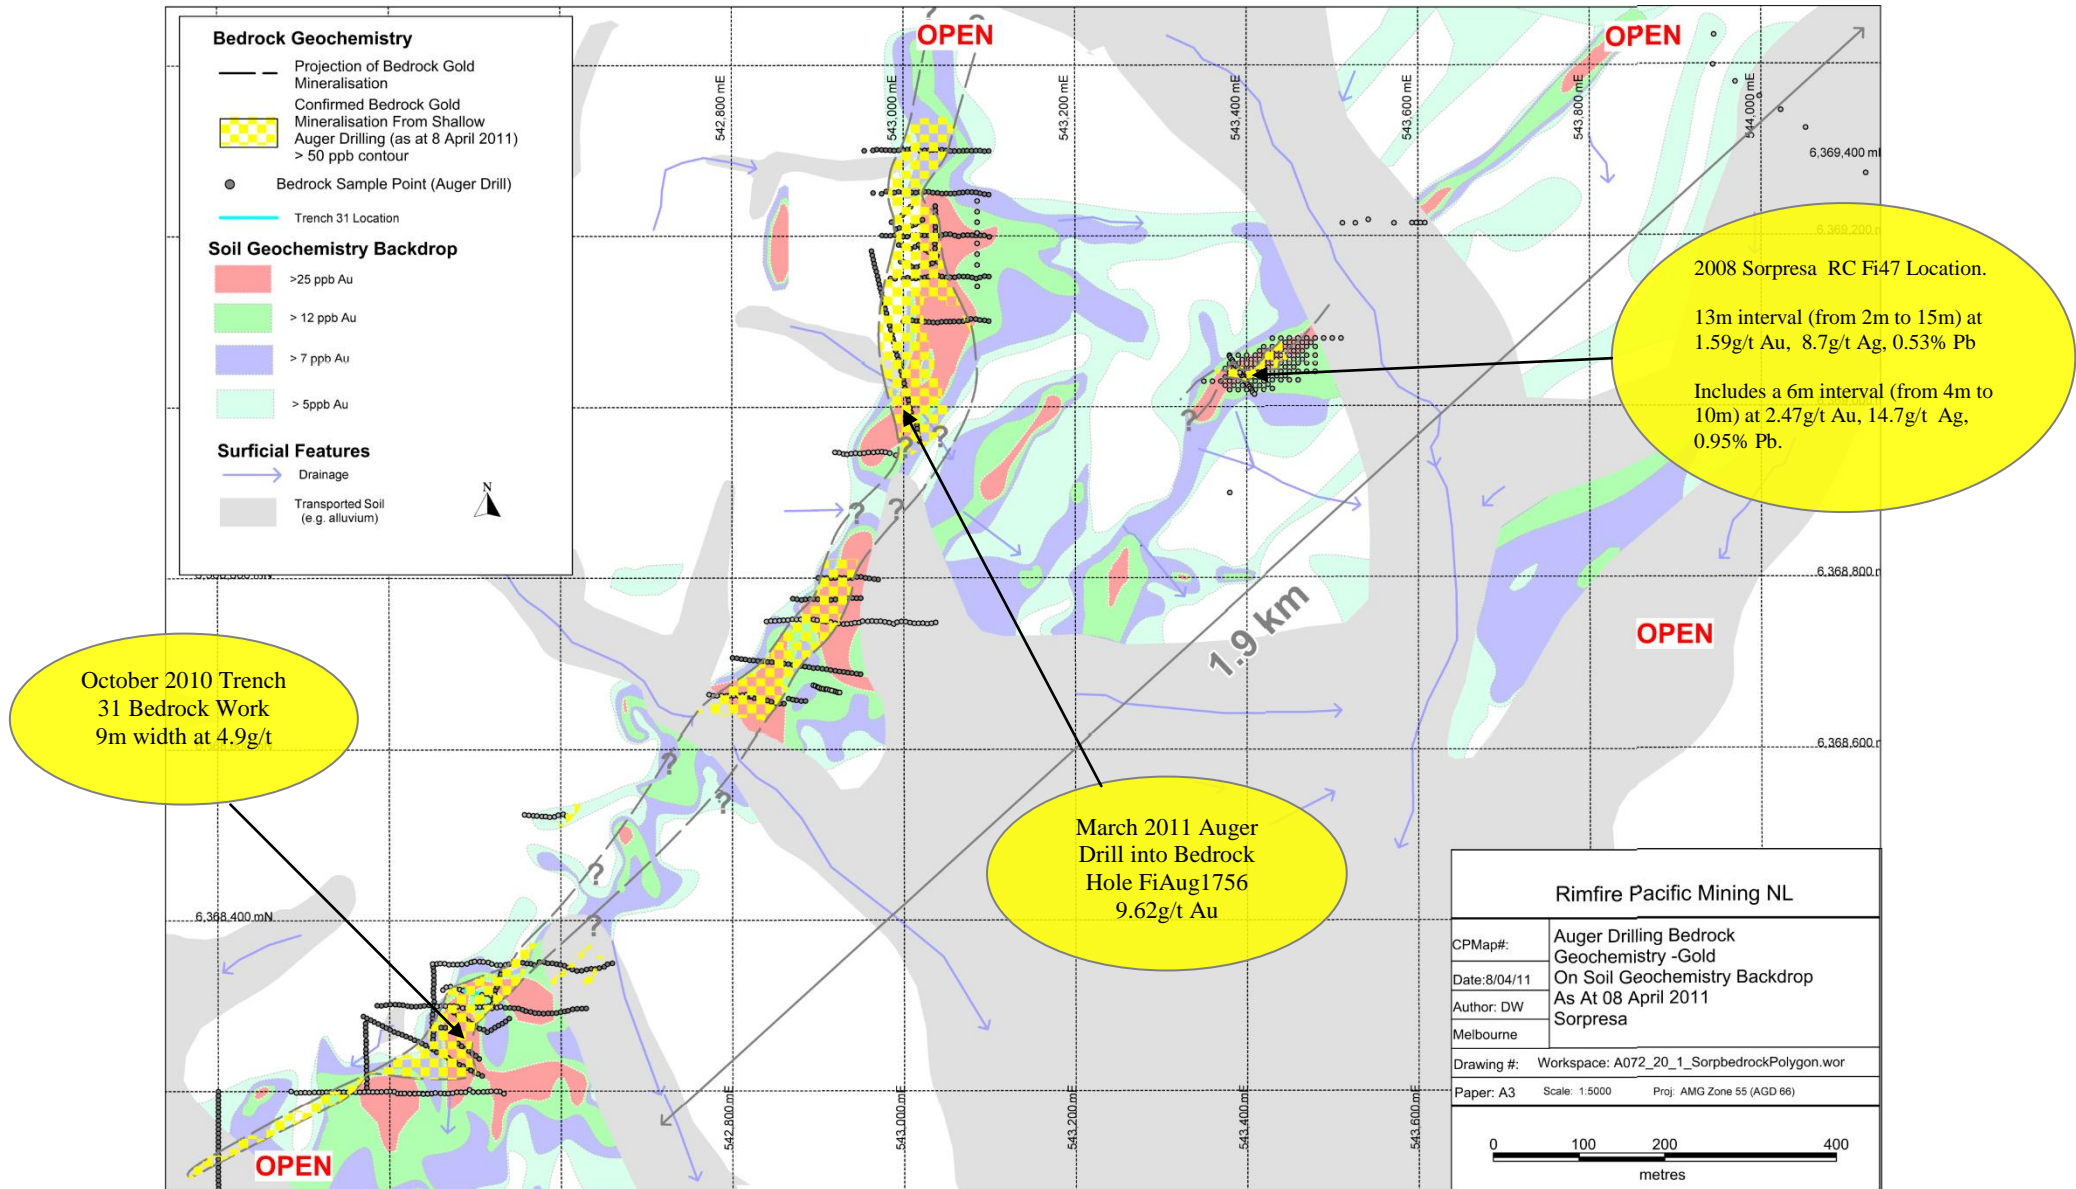 Bedrock Geochemistry
Projection of Bedrock Gold
Mineralisation
Confirmed Bedrock Gold
Mineralisation From Shallow
Auger Drilling (as at 8 April 2011)
> 50 ppb contour
Bedrock Sample Point (Auger Drill)
Trench 31 Location
Soil Geochemistry Backdrop
>25 ppb Au
> 12 ppb Au
> 7 ppb Au
> 5ppb Au
Surficial Features
Drainage
Transported Soil
(e.g. alluvium)
N
OPEN
OPEN
542,800 mE
543,000 mE
543,200 mE
543,400 mE
543,600 mE
543,800 mE
544,000 mE
6,369,400 mN
6,369,200 m
2008 Sorpresa RC Fi47 Location.
13m interval (from 2m to 15m) at
1.59g/t Au, 8.7g/t Ag, 0.53% Pb
Includes a 6m interval (from 4m to
10m) at 2.47g/t Au, 14.7g/t Ag,
0.95% Pb.
?
?
?
?
?
?
?
6,368,800 m
1.9 km
OPEN
October 2010 Trench
31 Bedrock Work
9m width at 4.9g/t
6,368,600 m
?
?
?
?
March 2011 Auger
Drill into Bedrock
Hole FiAug1756
9.62g/t Au
6,368,400 mN
OPEN
542,800 mE
543,000 mE
543,200 mE
543,400 mE
543,600 mE
Rimfire Pacific Mining NL
CPMap#:
Auger Drilling Bedrock
Geochemistry -Gold
Date:8/04/11
On Soil Geochemistry Backdrop
Author: DW
As At 08 April 2011
Sorpresa
Melbourne
Drawing #: Workspace: A072_20_1_SorpbedrockPolygon.wor
Paper: A3 Scale: 1:5000 Proj: AMG Zone 55 (AGD 66)
0 100 200 400
metres